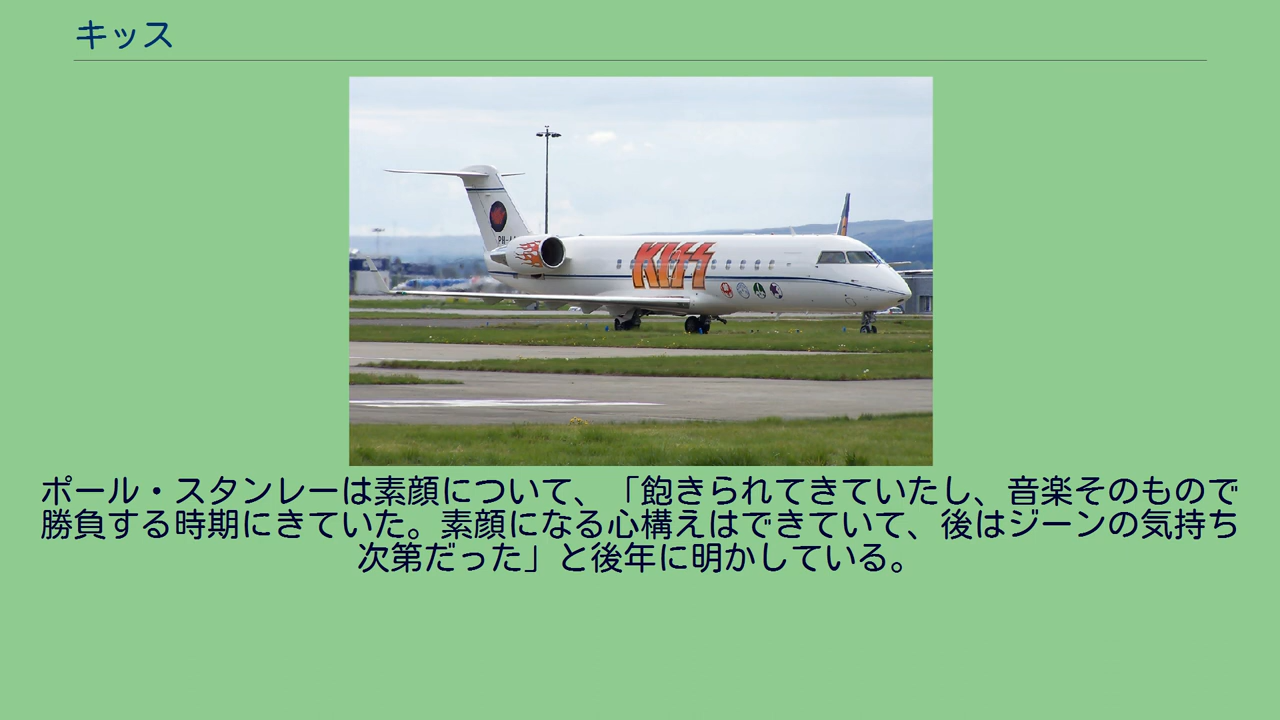 キッス
KISS
ポール・スタンレーは素顔について、「飽きられてきていたし、音楽そのもので
勝負する時期にきていた。素顔になる心構えはできていて、後はジーンの気持ち
次第だった」と後年に明かしている。